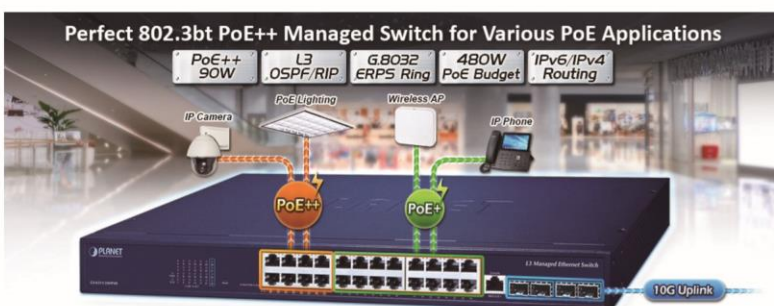 Perfect 802.3bt PoE++ Managed Switch for Various PoE Applications
PoE++
90W
L3
OSPF/RIP
G.8032
ERPS Ring
480W
PoE Budget
IPv6/IPv4
Routing
PoE Lighting
Wireless AP
IP Camera
IP Phone
PoE++
PoE+
PLANET
L3 Managed Ethernet Switch
10G Uplink